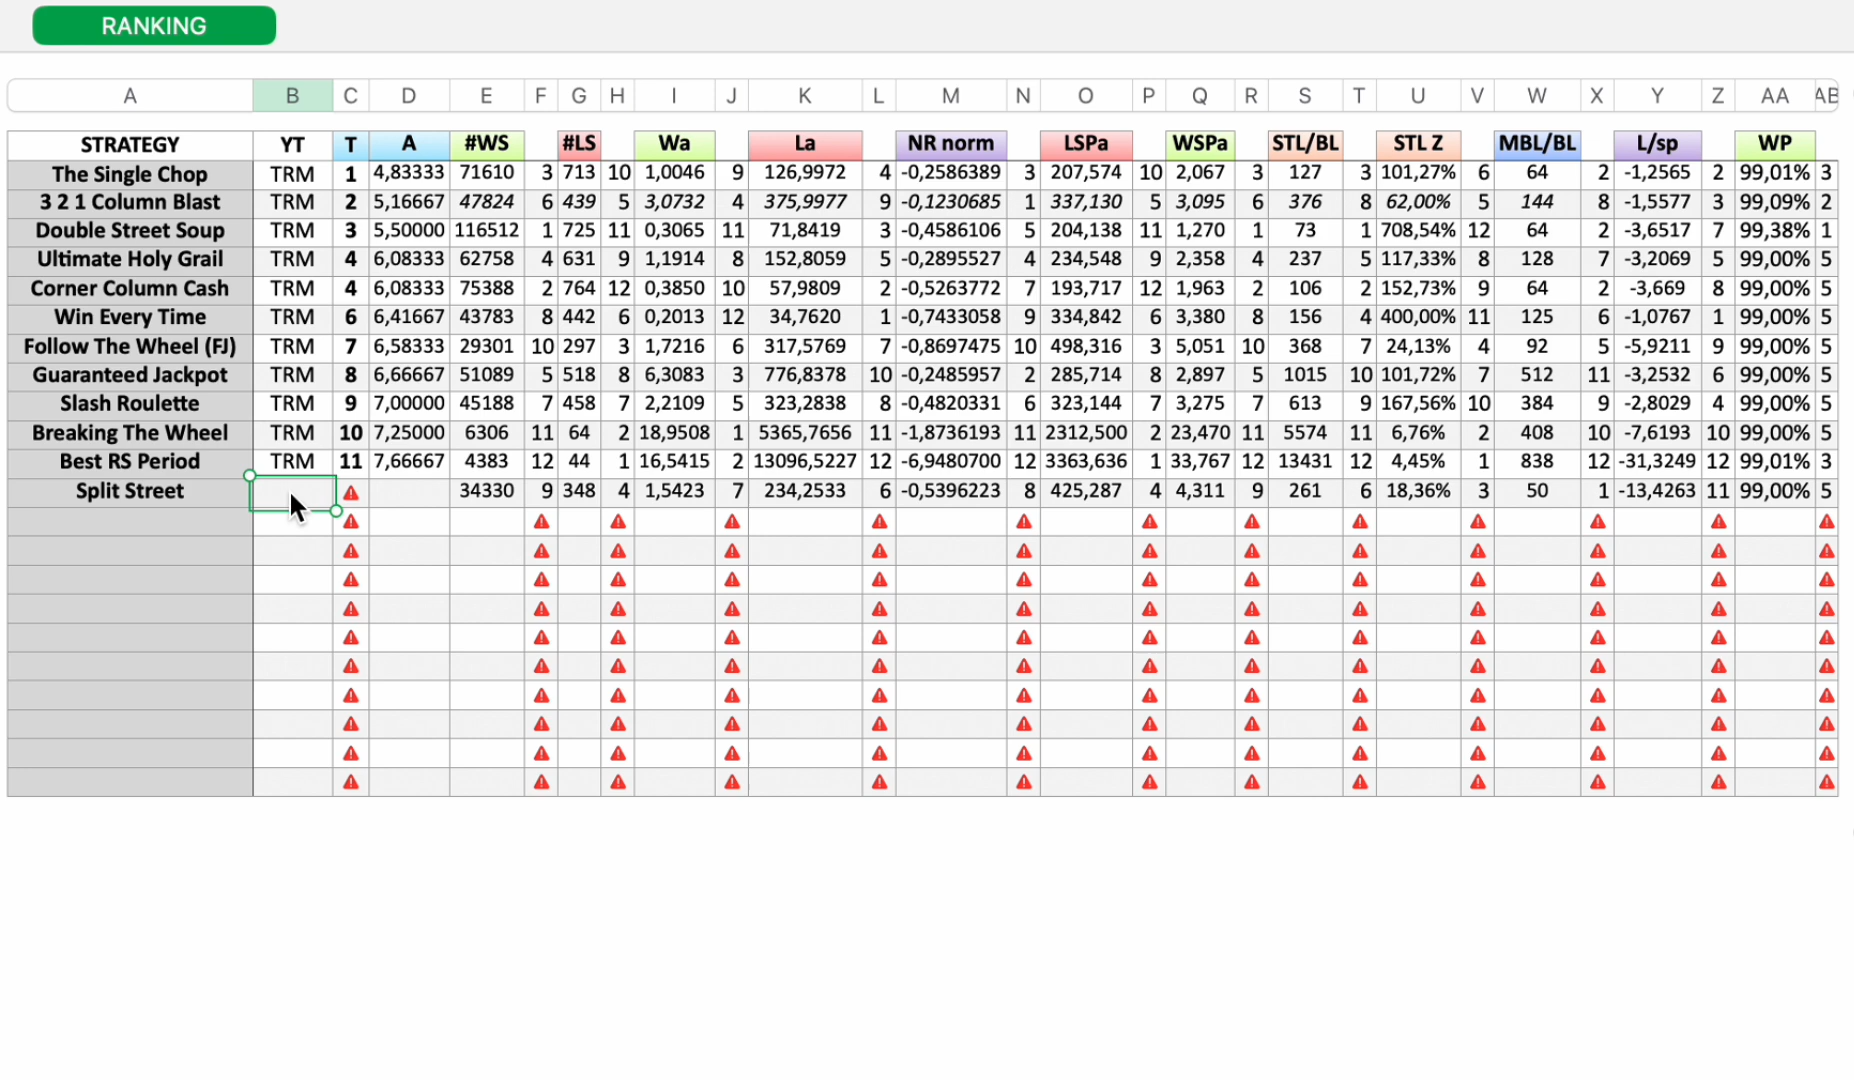 RANKING
A B C D E F G H I J K L M N O P Q R S T U V W X Y Z AA AB
STRATEGY YT T A #WS #LS Wa La NR norm LSPa WSPa STL/BL STL Z MBL/BL L/sp WP
The Single Chop TRM 1 4,83333 71610 3 713 10 1,0046 9 126,9972 4 -0,2586389 3 207,574 10 2,067 3 127 3 101,27% 6 64 2 -1,2565 2 99,01% 3
3 2 1 Column Blast TRM 2 5,16667 47824 6 439 5 3,0732 4 375,9977 9 -0,1230685 1 337,130 5 3,095 6 376 8 62,00% 5 144 8 -1,5577 3 99,09% 2
Double Street Soup TRM 3 5,50000 116512 1 725 11 0,3065 11 71,8419 3 -0,4586106 5 204,138 11 1,270 1 73 1 708,54% 12 64 2 -3,6517 7 99,38% 1
Ultimate Holy Grail TRM 4 6,08333 62758 4 631 9 1,1914 8 152,8059 5 -0,2895527 4 234,548 9 2,358 4 237 5 117,33% 8 128 7 -3,2069 5 99,00% 5
Corner Column Cash TRM 4 6,08333 75388 2 764 12 0,3850 10 57,9809 2 -0,5263772 7 193,717 12 1,963 2 106 2 152,73% 9 64 2 -3,669 8 99,00% 5
Win Every Time TRM 6 6,41667 43783 8 442 6 0,2013 12 34,7620 1 -0,7433058 9 334,842 6 3,380 8 156 4 400,00% 11 125 6 -1,0767 1 99,00% 5
Follow The Wheel (FJ) TRM 7 6,58333 29301 10 297 3 1,7216 6 317,5769 7 -0,8697475 10 498,316 3 5,051 10 368 7 24,13% 4 92 5 -5,9211 9 99,00% 5
Guaranteed Jackpot TRM 8 6,66667 51089 5 518 8 6,3083 3 776,8378 10 -0,2485957 2 285,714 8 2,897 5 1015 10 101,72% 7 512 11 -3,2532 6 99,00% 5
Slash Roulette TRM 9 7,00000 45188 7 458 7 2,2109 5 323,2838 8 -0,4820331 6 323,144 7 3,275 7 613 9 167,56% 10 384 9 -2,8029 4 99,00% 5
Breaking The Wheel TRM 10 7,25000 6306 11 64 2 18,9508 1 5365,7656 11 -1,8736193 11 2312,500 2 23,470 11 5574 11 6,76% 2 408 10 -7,6193 10 99,00% 5
Best RS Period TRM 11 7,66667 4383 12 44 1 16,5415 2 13096,5227 12 -6,9480700 12 3363,636 1 33,767 12 13431 12 4,45% 1 838 12 -31,3249 12 99,01% 3
Split Street 34330 9 348 4 1,5423 7 234,2533 6 -0,5396223 8 425,287 4 4,311 9 261 6 18,36% 3 50 1 -13,4263 11 99,00% 5